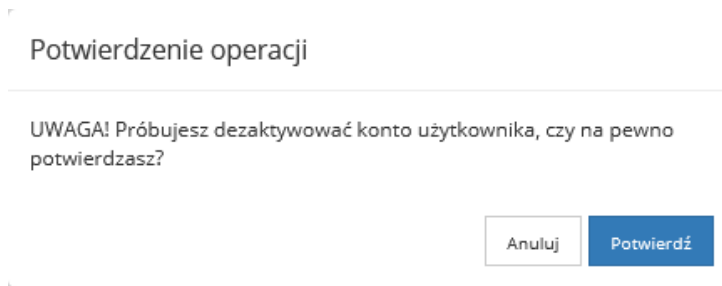 Potwierdzenie operacji
UWAGA! Próbujesz dezaktywować konto użytkownika, czy na pewno
potwierdzasz?
Anuluj
Potwierdź